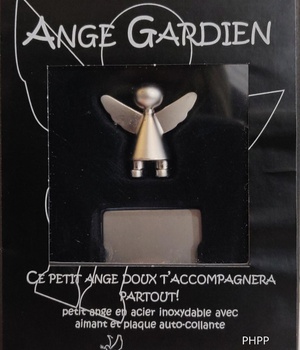 ANGE GARDIEN
CE PETIT ANGE DOUX T'ACCOMPAGNERA
PARTOUT!
petit ange en acier inoxydable avec
aimant et plaque auto-collante
PHPP